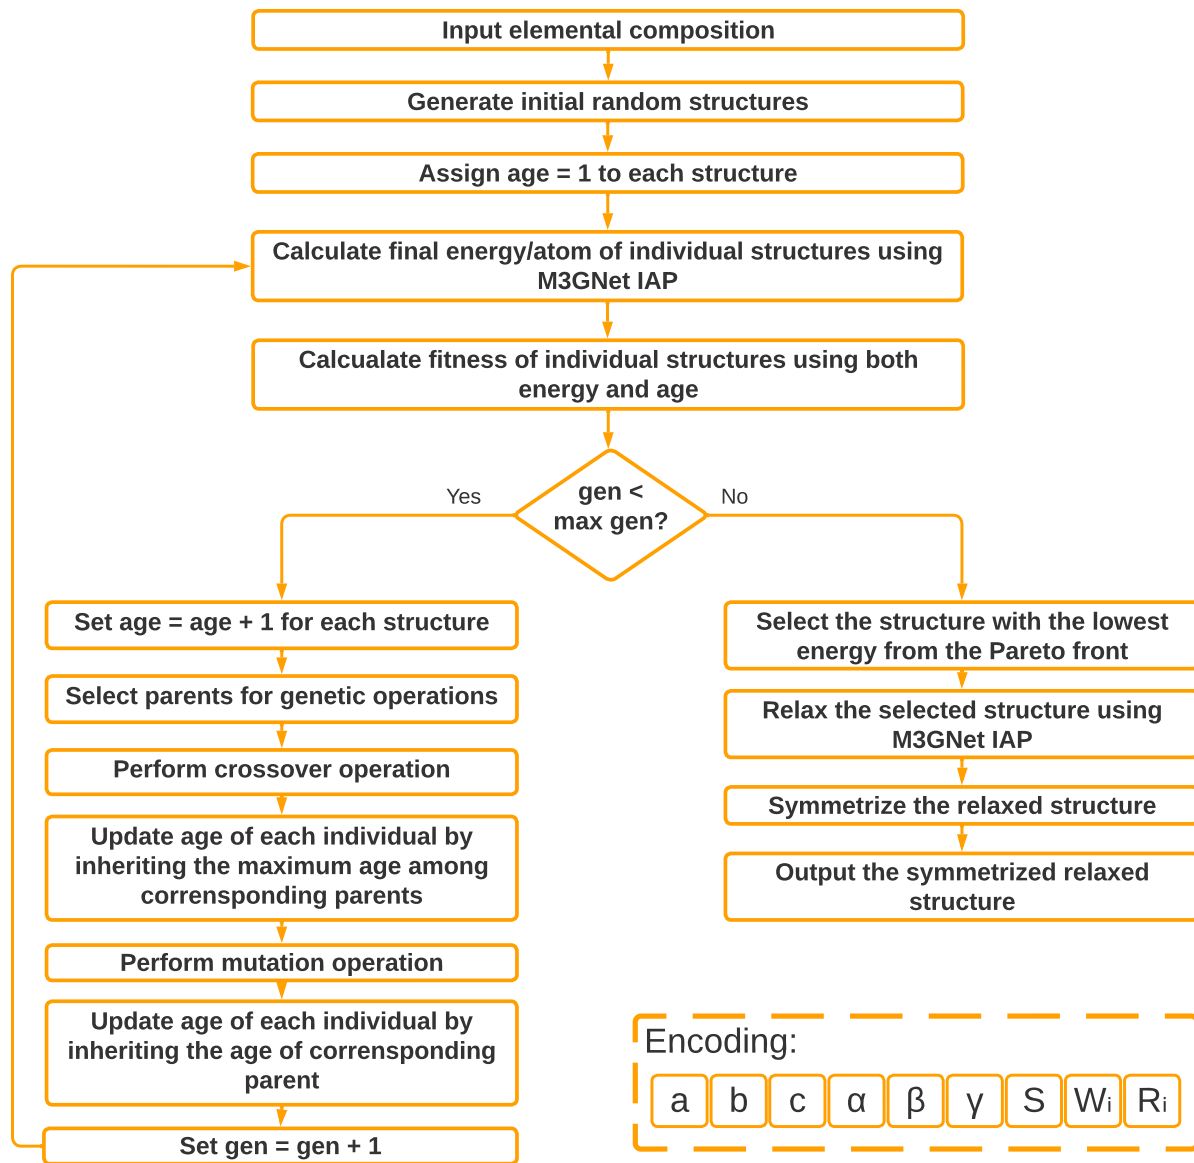 Input elemental composition
Generate initial random structures
Assign age = 1 to each structure
Calculate final energy/atom of individual structures using
M3GNet IAP
Calcualate fitness of individual structures using both
energy and age
gen <
max gen?
Yes
No
Set age = age + 1 for each structure
Select parents for genetic operations
Perform crossover operation
Update age of each individual by
inheriting the maximum age among
corrensponding parents
Perform mutation operation
Update age of each individual by
inheriting the age of corrensponding
parent
Set gen = gen + 1
Select the structure with the lowest
energy from the Pareto front
Relax the selected structure using
M3GNet IAP
Symmetrize the relaxed structure
Output the symmetrized relaxed
structure
Encoding:
a b c α β γ S Wi Ri